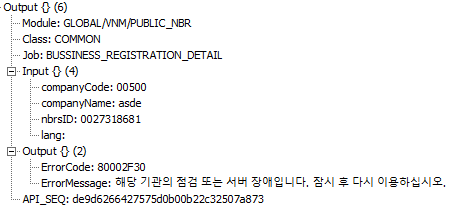 Output {} (6)
Module: GLOBAL/VNM/PUBLIC_NBR
Class: COMMON
Job: BUSSINESS_REGISTRATION_DETAIL
Input {} (4)
companyCode: 00500
companyName: asde
nbrsID: 0027318681
lang:
Output {} (2)
ErrorCode: 80002F30
ErrorMessage: 해당 기관의 점검 또는 서버 장애입니다. 잠시 후 다시 이용하십시오.
API_SEQ: de9d6266427575d0b00b22c32507a873